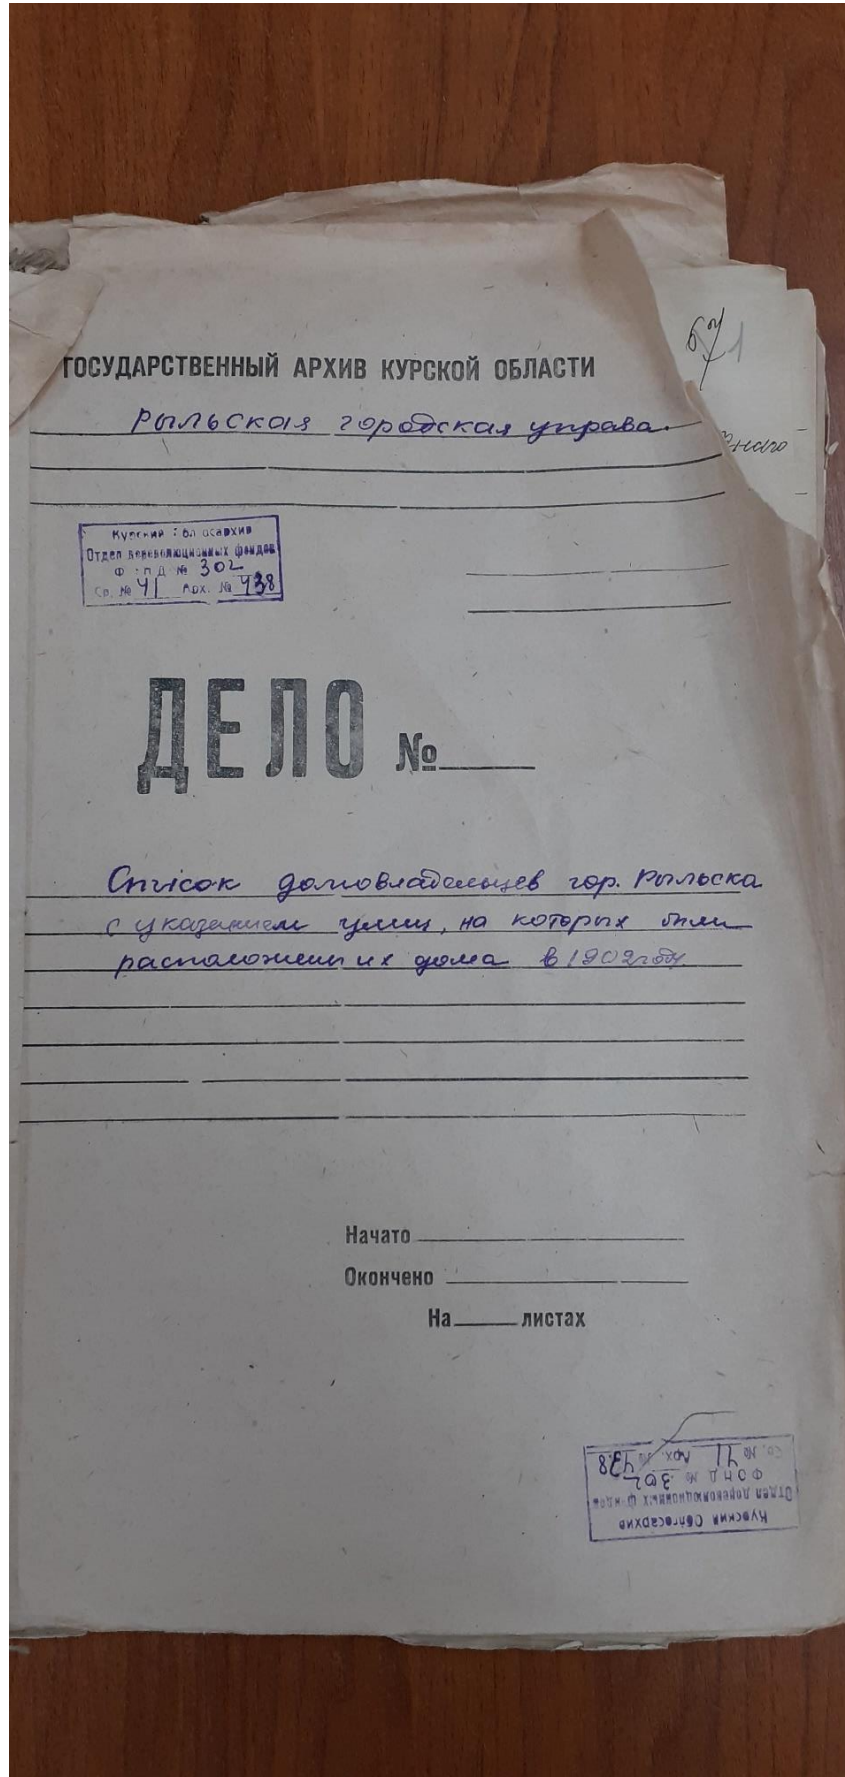 ГОСУДАРСТВЕННЫЙ АРХИВ КУРСКОЙ ОБЛАСТИ
Рыльская городская управа
Курский Облгосархив
Отдел дореволюционных фондов
Фонд № 302
Св. № 41 Арх. № 438
ДЕЛО №
Список домовладельцев гор. Рыльска
с указанием улиц, на которых были
расположены их дома в 1902 году
Начато
Окончено
На листах
Курский Облгосархив
Отдел дореволюционных фондов
Фонд № 302
Св. № 41 Арх. № 438